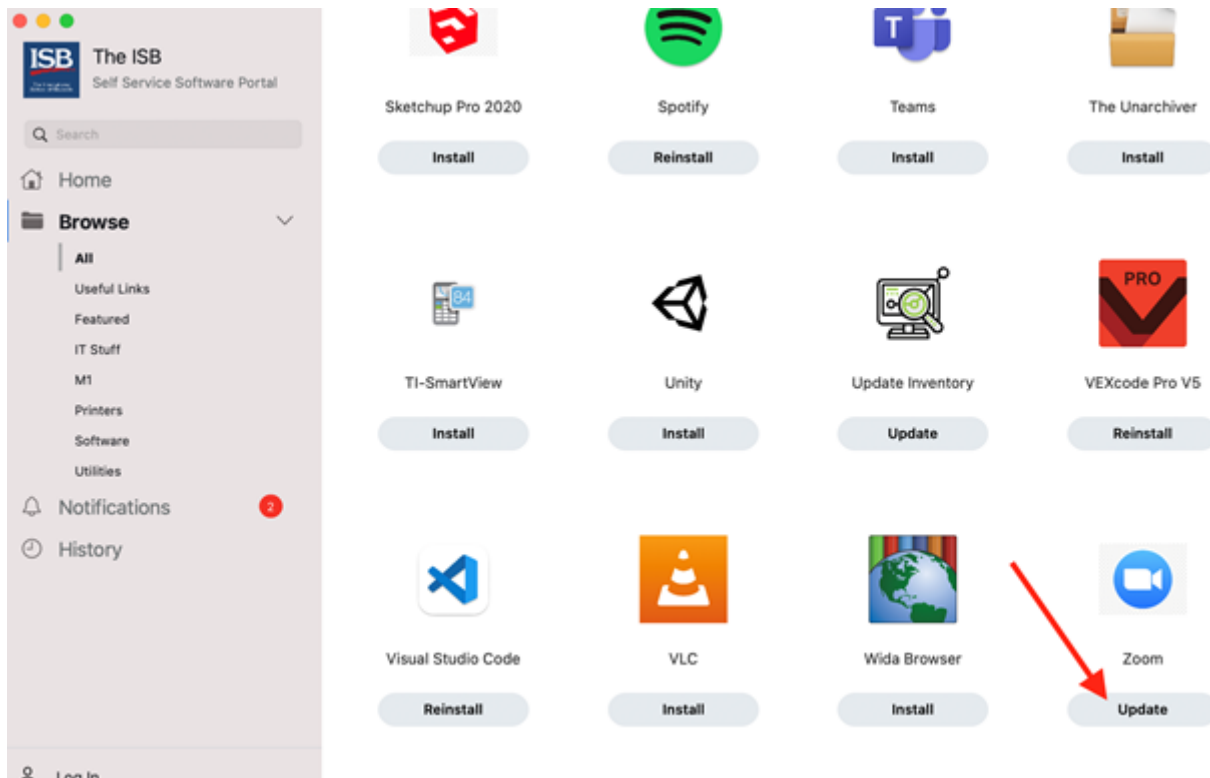 ISB
The ISB
Self Service Software Portal
Search
Home
Browse
All
Useful Links
Featured
IT Stuff
M1
Printers
Software
Utilities
Notifications 2
History
Log In
T
Sketchup Pro 2020 Spotify Teams The Unarchiver
Install Reinstall Install Install
84 PRO
TI-SmartView Unity Update Inventory VEXcode Pro V5
Install Install Update Reinstall
Visual Studio Code VLC Wida Browser Zoom
Reinstall Install Install Update